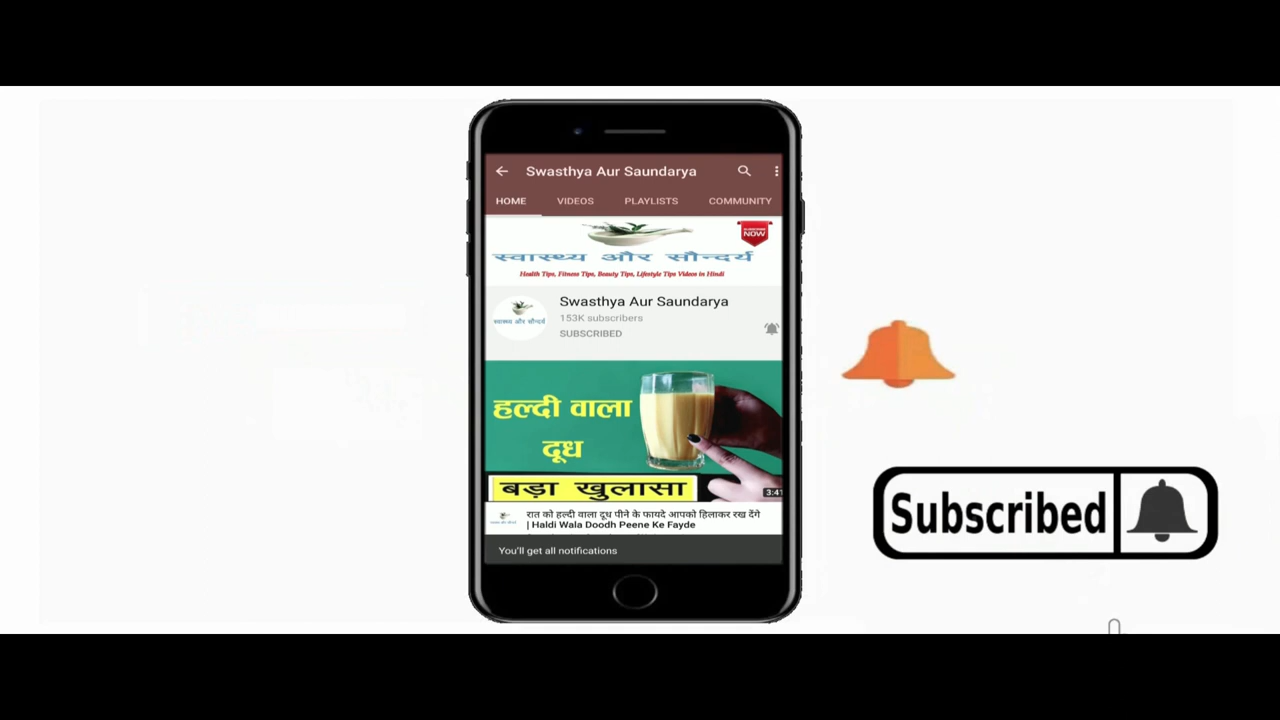 Swasthya Aur Saundarya
HOME VIDEOS PLAYLISTS COMMUNITY
NOW
स्वास्थ्य और सौन्दर्य
Health Tips, Fitness Tips, Beauty Tips, Lifestyle Tips Videos in Hindi
Swasthya Aur Saundarya
स्वास्थ्य और सौन्दर्य
153K subscribers
SUBSCRIBED
हल्दी वाला
दूध
बड़ा खुलासा
3:41
रात को हल्दी वाला दूध पीने के फायदे आपको हिलाकर रख देंगे
| Haldi Wala Doodh Peene Ke Fayde
You'll get all notifications
Subscribed